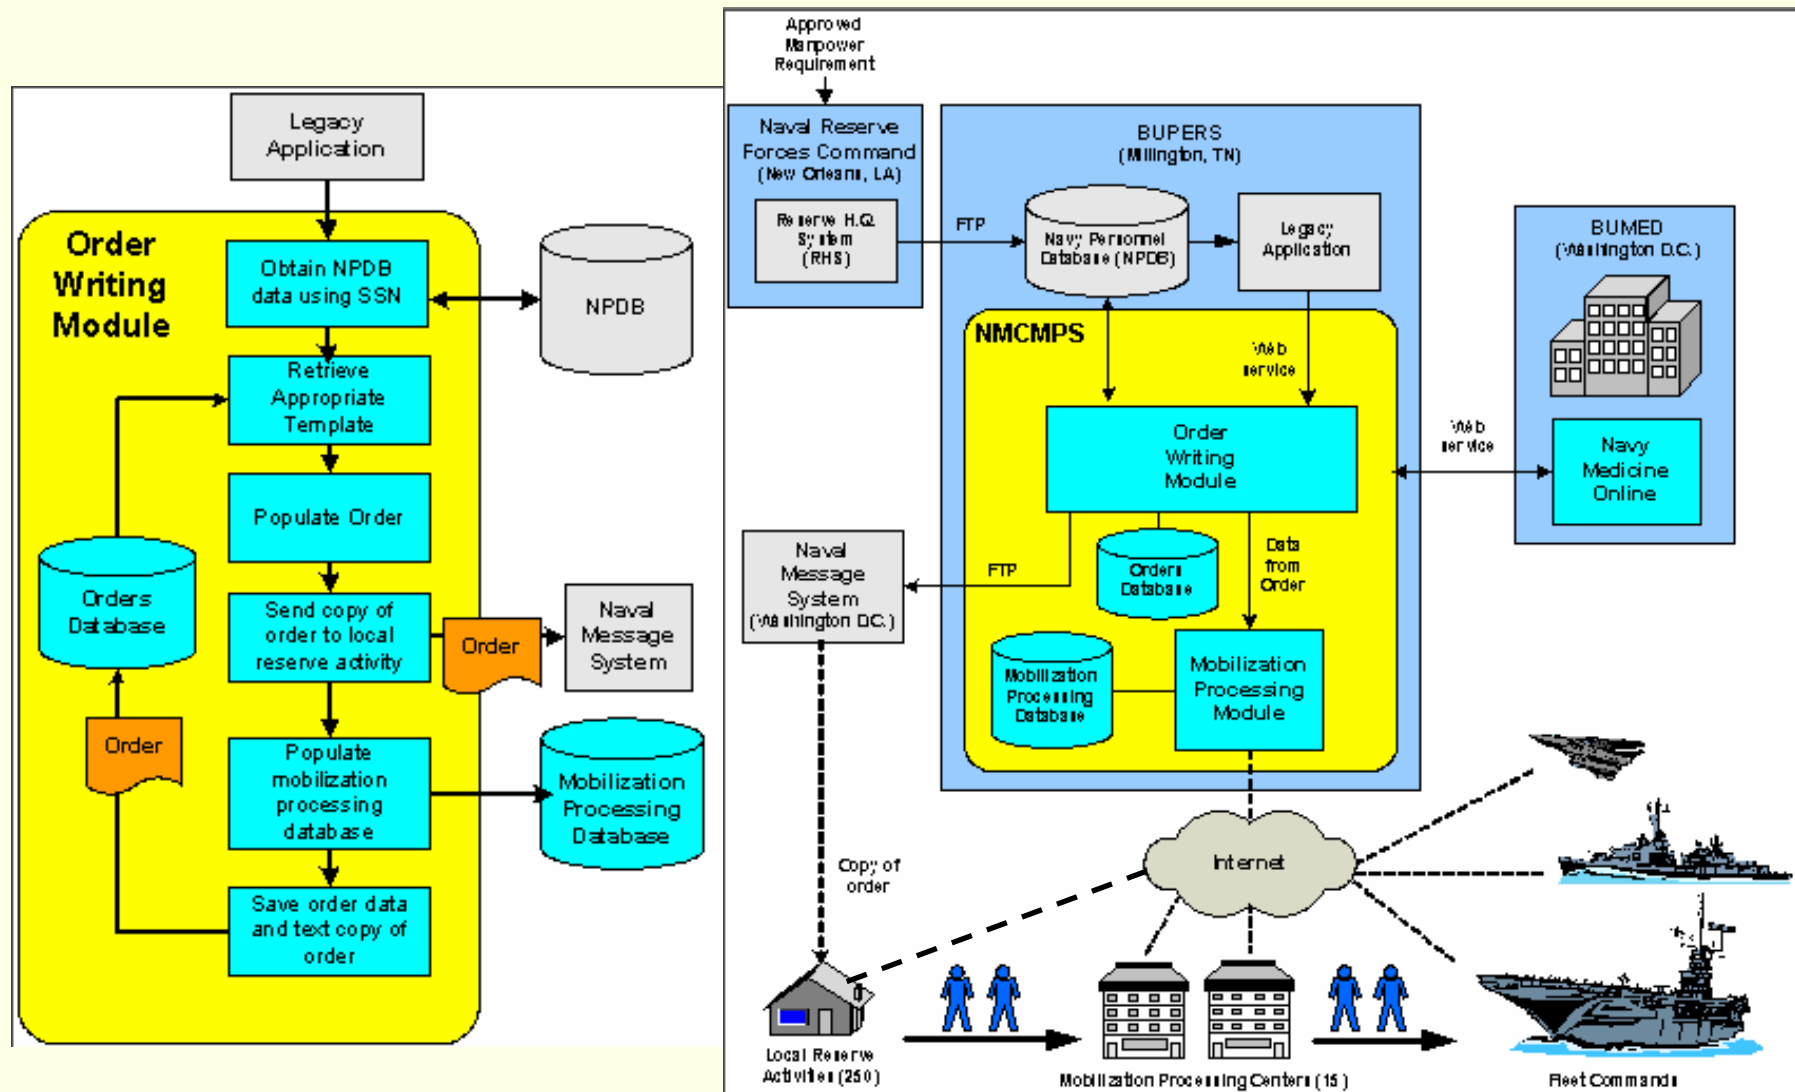 Legacy
Application
Order
Writing
Module
Obtain NPDB
data using SSN
NPDB
Retrieve
Appropriate
Template
Populate Order
Orders
Database
Send copy of
order to local
reserve activity
Order
Naval
Message
System
Order
Populate
mobilization
processing
database
Mobilization
Processing
Database
Save order data
and text copy of
order
Approved
Manpower
Requirement
Naval Reserve
Forces Command
(New Orleans, LA)
Reserve H.Q.
System
(RHS)
FTP
BUPERS
(Millington, TN)
Navy Personnel
Database (NPDB)
Legacy
Application
BUMED
(Washington D.C.)
NMCMPS
Web
service
Order
Writing
Module
Web
service
Navy
Medicine
Online
Naval
Message
System
(Washington DC.)
FTP
Orders
Database
Data
from
Order
Mobilization
Processing
Database
Mobilization
Processing
Module
Copy of
order
Internet
Local Reserve
Activities (250)
Mobilization Processing Centers (15)
Fleet Commands